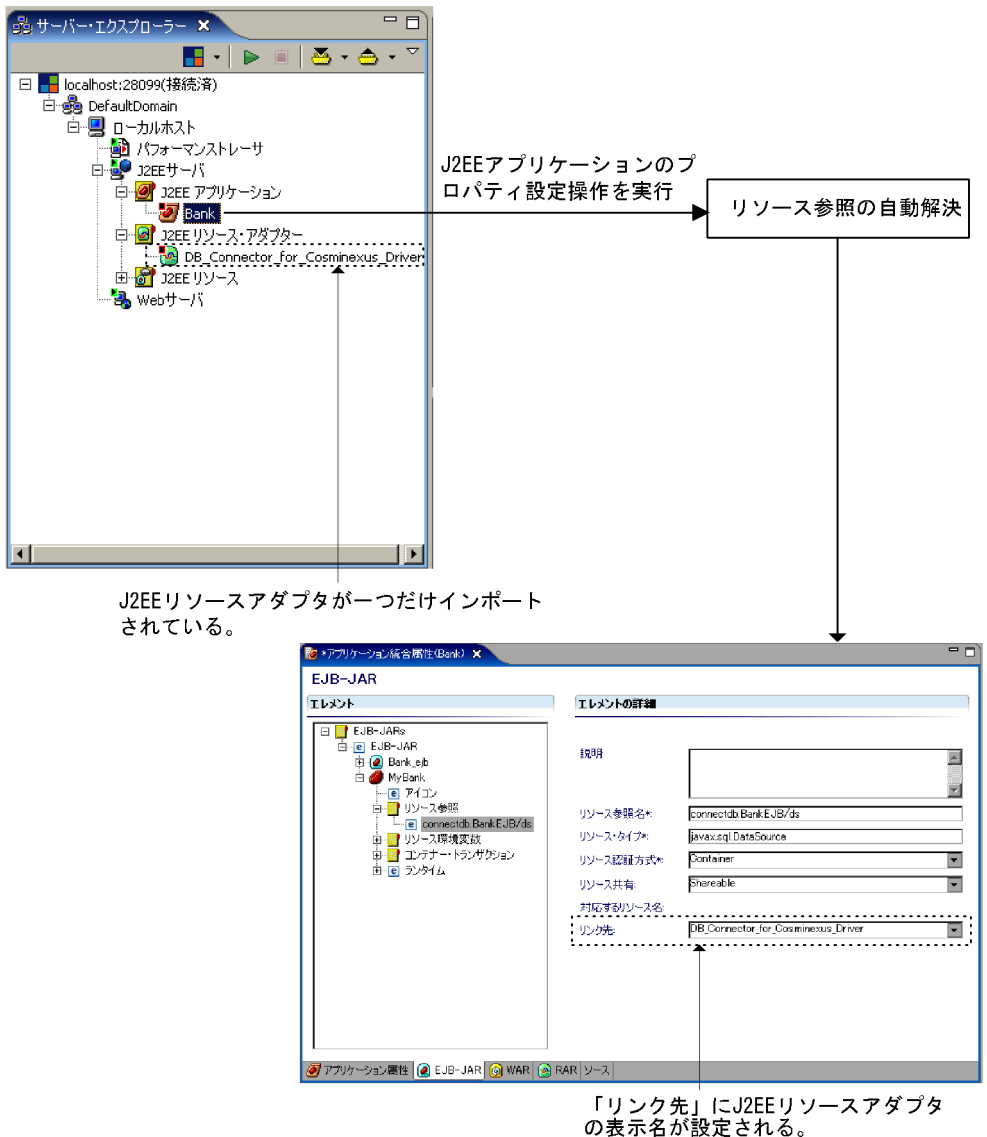 サーバー・エクスプローラー
localhost:28099(接続済)
DefaultDomain
ローカルホスト
パフォーマンストレーサ
J2EEサーバ
J2EE アプリケーション
Bank
J2EE リソース・アダプター
DB_Connector_for_Cosminexus_Driver
J2EE リソース
Webサーバ
J2EEアプリケーションのプ
ロパティ設定操作を実行
リソース参照の自動解決
J2EEリソースアダプタが一つだけインポート
されている。
*アプリケーション統合属性(Bank)
EJB-JAR
エレメント
EJB-JARs
EJB-JAR
Bank_ejb
MyBank
アイコン
リソース参照
connectdb.BankEJB/ds
リソース環境変数
コンテナー・トランザクション
ランタイム
エレメントの詳細
説明:
リソース参照名*:
connectdb.BankEJB/ds
リソース・タイプ*:
javax.sql.DataSource
リソース認証方式*:
Container
リソース共有:
Shareable
対応するリソース名:
リンク先:
DB_Connector_for_Cosminexus_Driver
アプリケーション属性 EJB-JAR WAR RAR ソース
「リンク先」にJ2EEリソースアダプタ
の表示名が設定される。